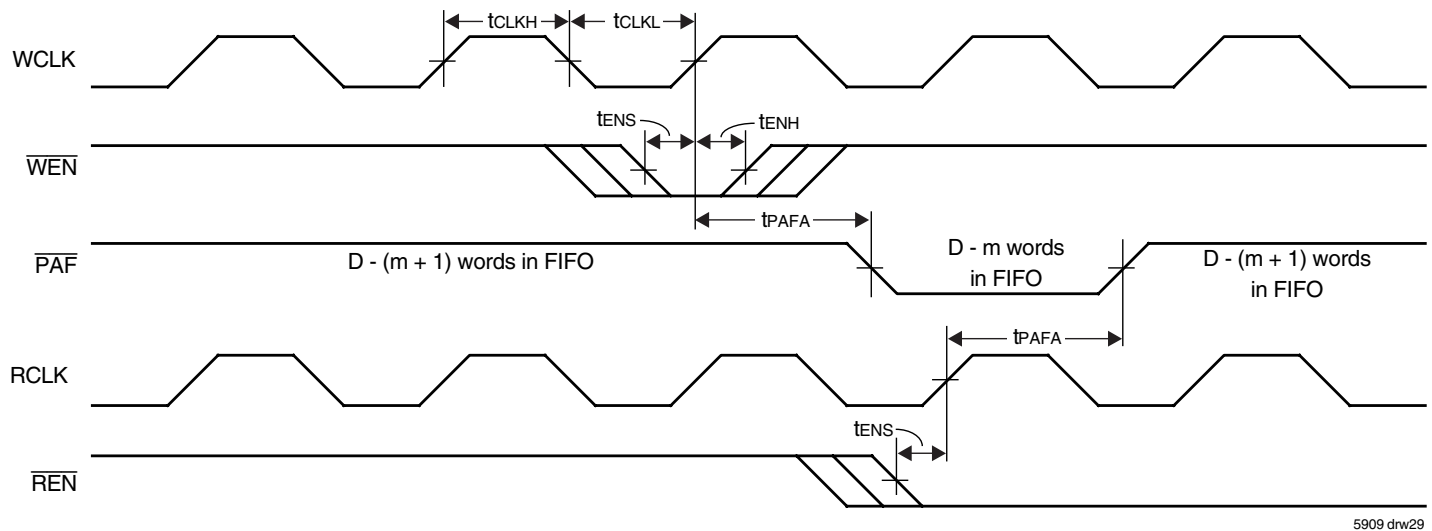 tCLKH tCLKL
WCLK
tENS tENH
WEN
tPAFA
PAF
D - (m + 1) words in FIFO
D - m words
in FIFO
D - (m + 1) words
in FIFO
tPAFA
RCLK
tENS
REN
5909 drw29